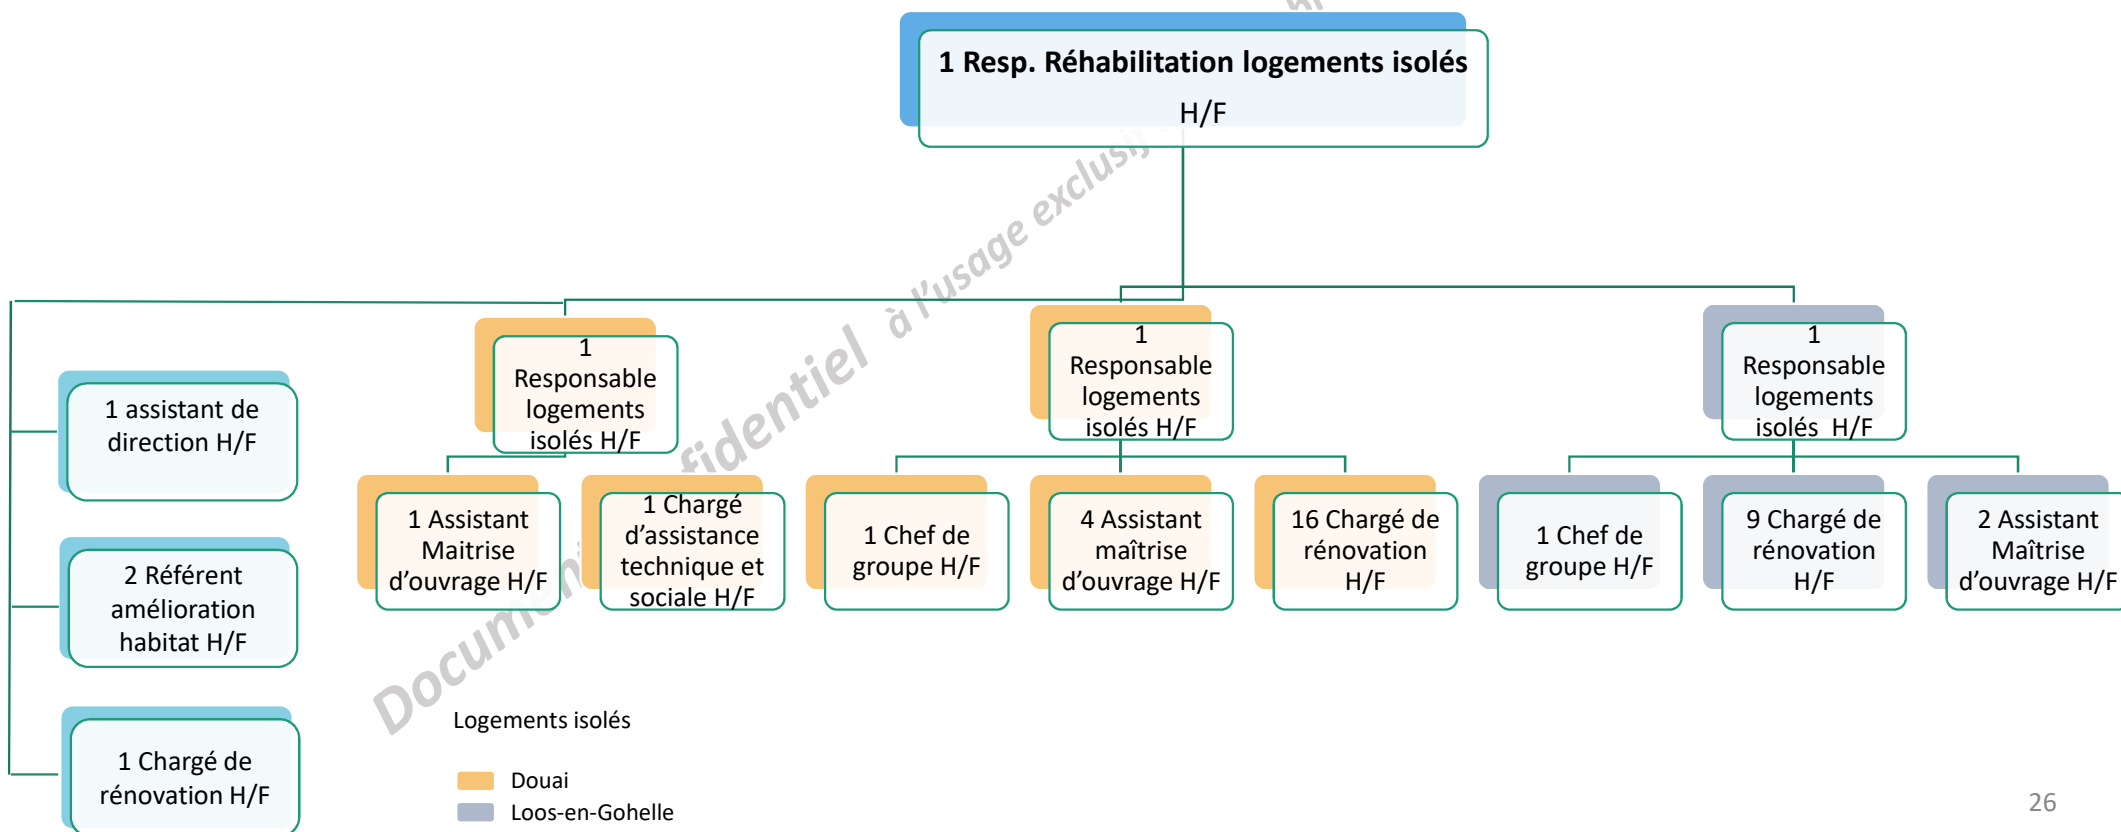 1 Resp. Réhabilitation logements isolés
H/F
1
Responsable
logements
isolés H/F
1
Responsable
logements
isolés H/F
1
Responsable
logements
isolés H/F
1 assistant de
direction H/F
2 Référent
amélioration
habitat H/F
1 Chargé de
rénovation H/F
1 Assistant
Maitrise
d'ouvrage H/F
1 Chargé
d'assistance
technique et
sociale H/F
1 Chef de
groupe H/F
4 Assistant
maîtrise
d'ouvrage H/F
16 Chargé de
rénovation
H/F
1 Chef de
groupe H/F
9 Chargé de
rénovation
H/F
2 Assistant
Maîtrise
d'ouvrage H/F
à l'usage
Logements isolés
Douai
Loos-en-Gohelle
26